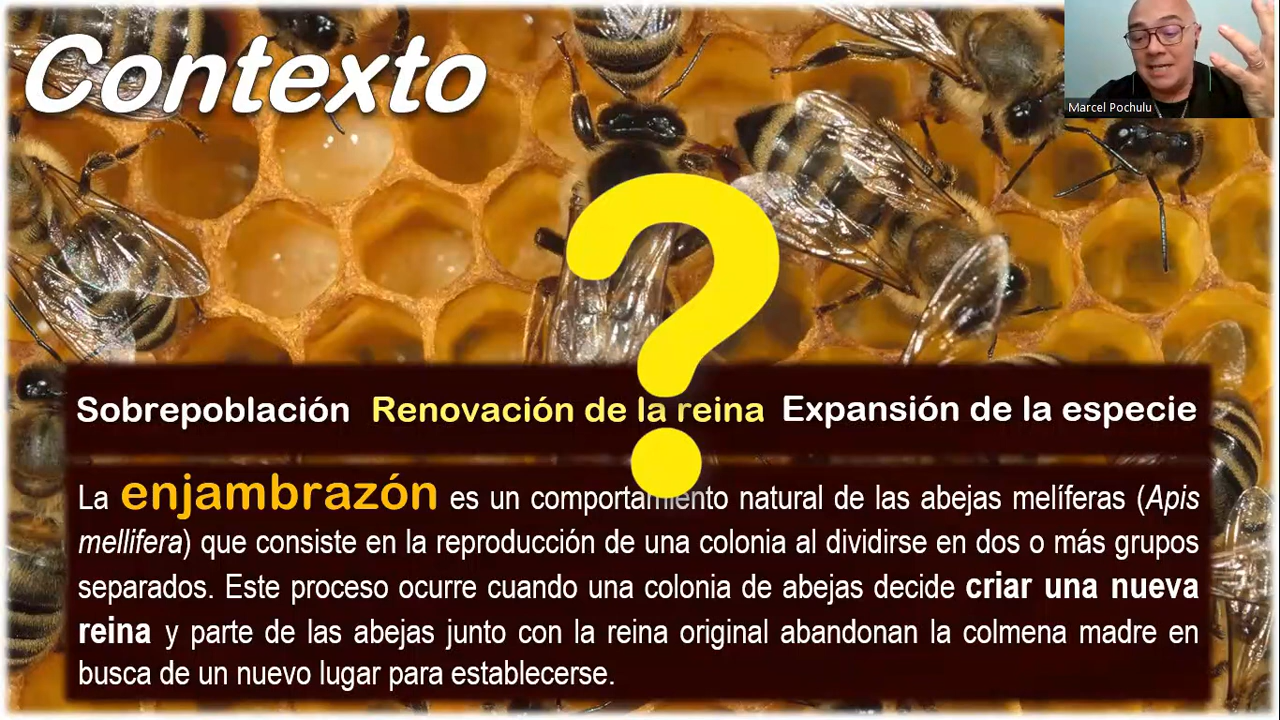 Contexto
Marcel Pochulu
?
Sobrepoblación Renovación de la reina Expansión de la especie
La enjambrazón es un comportamiento natural de las abejas melíferas (Apis
mellifera) que consiste en la reproducción de una colonia al dividirse en dos o más grupos
separados. Este proceso ocurre cuando una colonia de abejas decide criar una nueva
reina y parte de las abejas junto con la reina original abandonan la colmena madre en
busca de un nuevo lugar para establecerse.